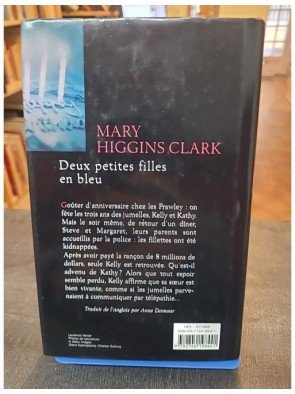 MARY
HIGGINS CLARK
Deux petites filles
en bleu
Goûter d'anniversaire chez les Frawley : on
fête les trois ans des jumelles, Kelly et Kathy.
Mais le soir même, de retour d'un dîner,
Steve et Margaret, leurs parents sont
accueillis par la police : les fillettes ont été
kidnappées.
Après avoir payé la rançon de 8 millions de
dollars, seule Kelly est retrouvée. Qu'est-il
advenu de Kathy? Alors que tout espoir
semble perdu, Kelly affirme que sa sœur est
bien vivante, comme si les jumelles parve-
naient à communiquer par télépathie...
Traduit de l'anglais par Anne Damour
Photos de couverture